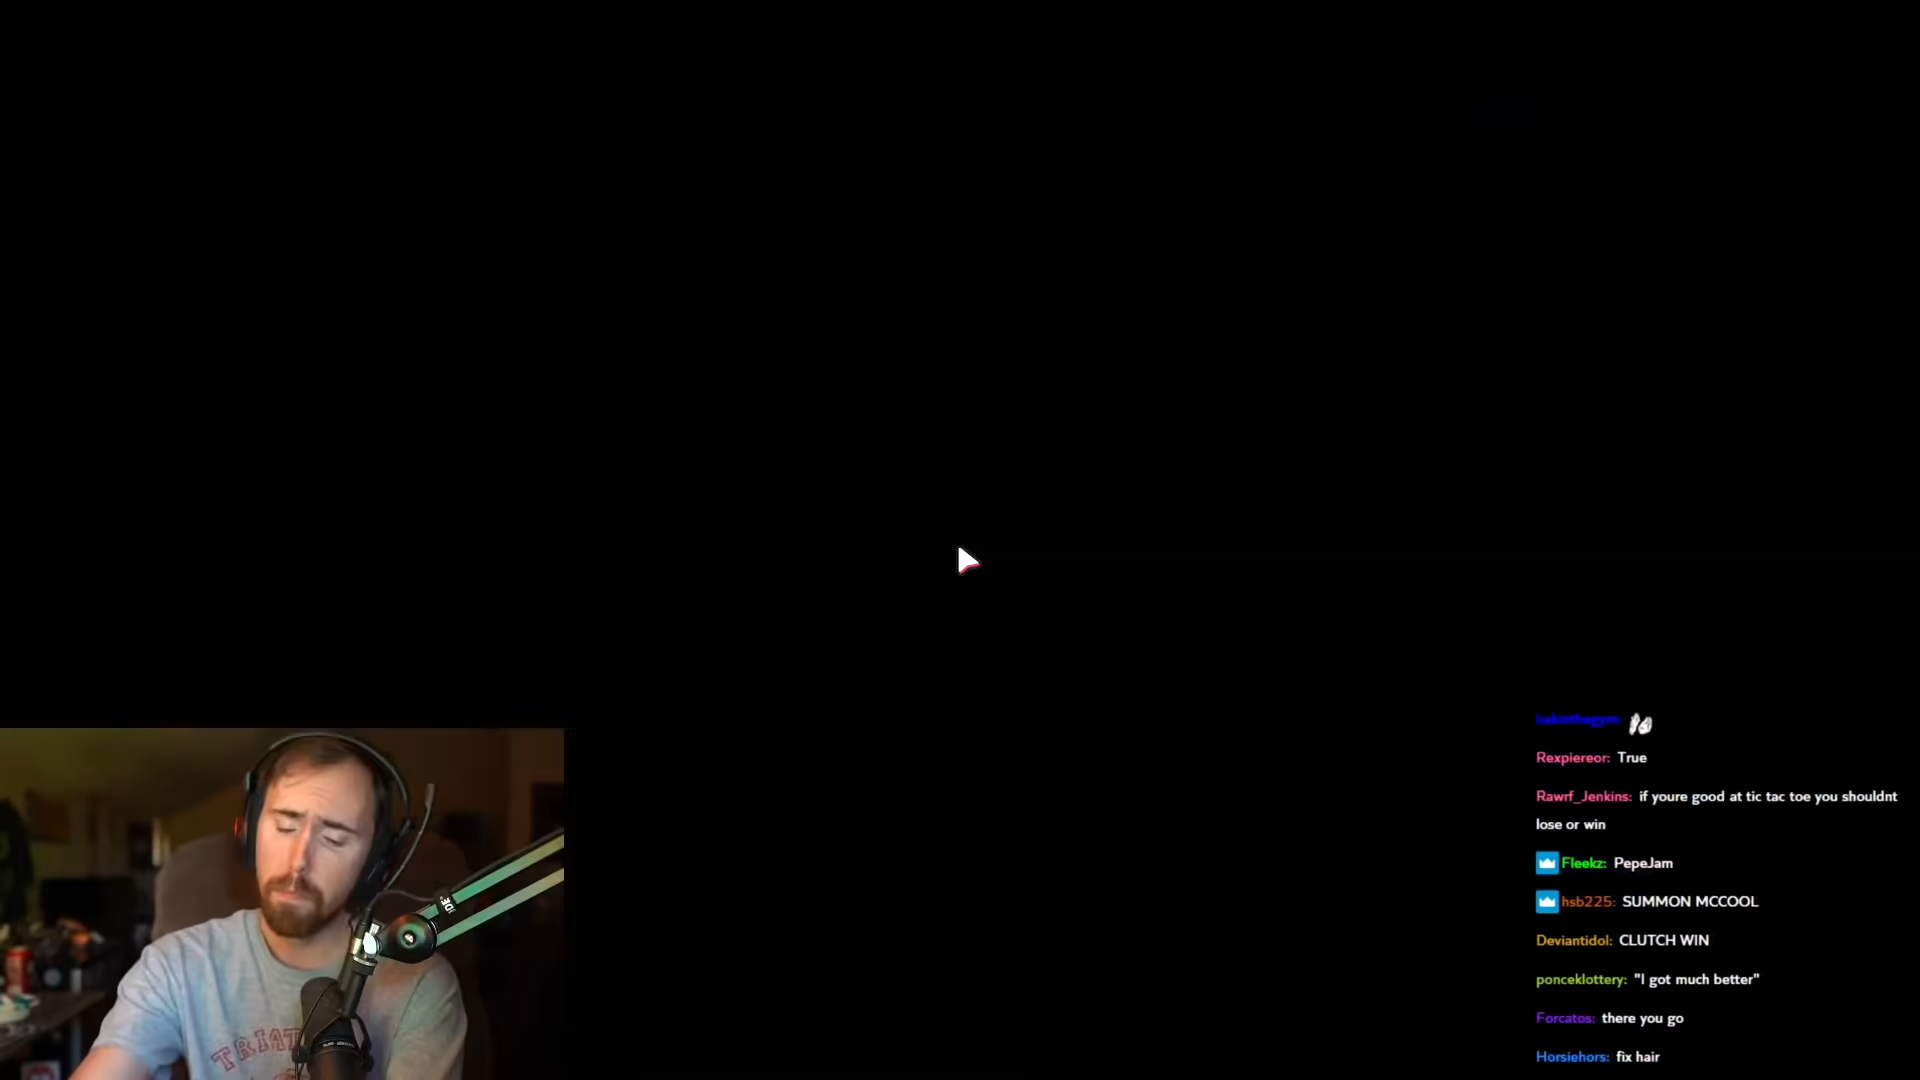 Rexpiereor: True
Rawrf_Jenkins: if youre good at tic tac toe you shouldnt
lose or win
Fleekz: PepeJam
hsb225: SUMMON MCCOOL
Deviantidol: CLUTCH WIN
ponceklottery: "I got much better"
Forcatos: there you go
Horsiehors: fix hair